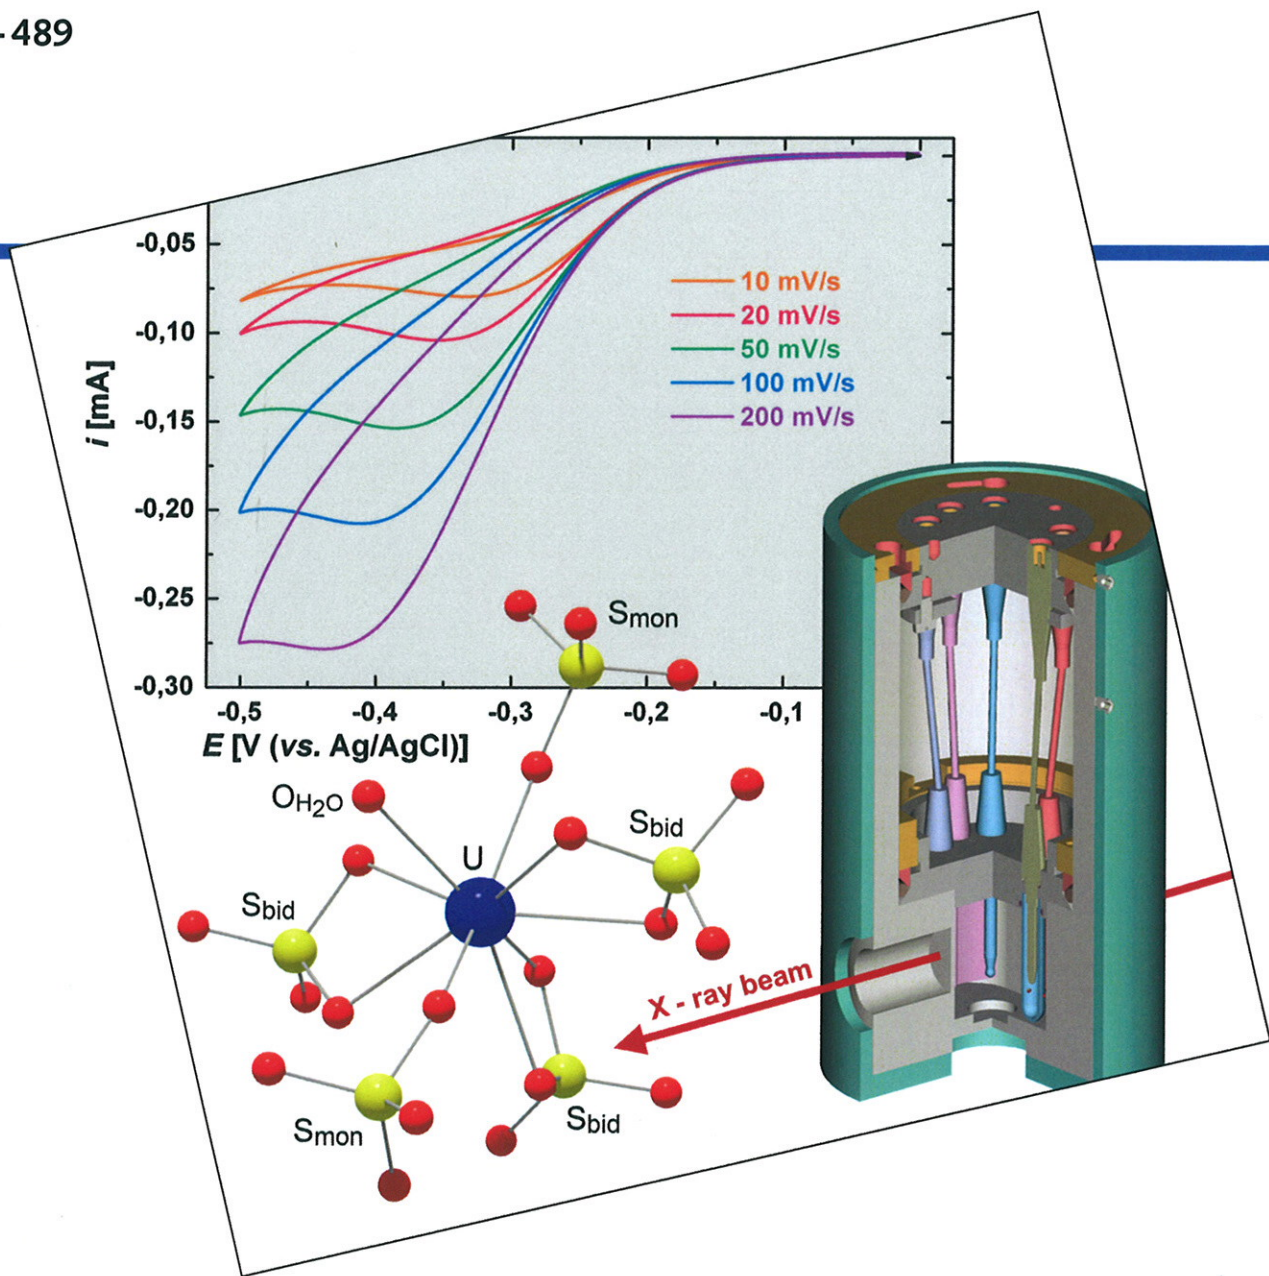 - 489
-0,05
-0,10
-0,15
-0,20
-0,25
-0,30
i [mA]
10 mV/s
20 mV/s
50 mV/s
100 mV/s
200 mV/s
-0,5
-0,4
-0,3
-0,2
-0,1
E [V (vs. Ag/AgCl)]
Smon
OH2O
U
Sbid
Sbid
X - ray beam
Smon
Sbid